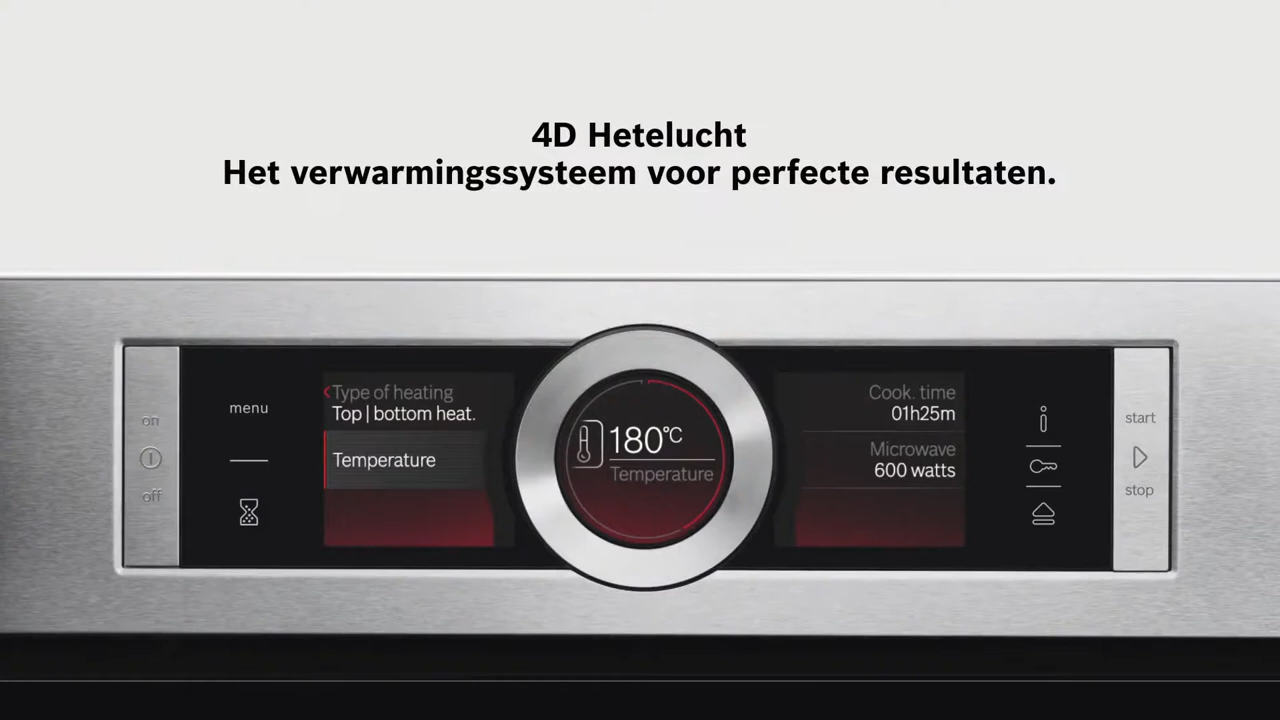 4D Hetelucht
Het verwarmingssysteem voor perfecte resultaten.
on
off
menu
Type of heating
Top | bottom heat.
Temperature
180°C
Temperature
Cook. time
01h25m
Microwave
600 watts
start
stop